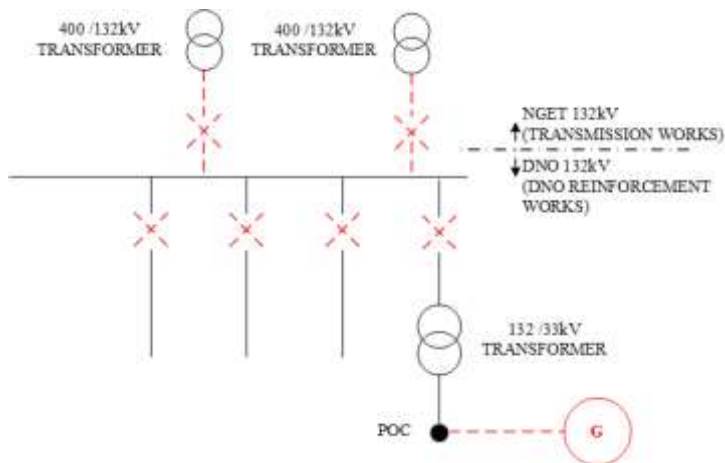 400 /132kV
TRANSFORMER
400/132kV
TRANSFORMER
NGET 132kV
(TRANSMISSION WORKS)
DNO 132kV
(DNO REINFORCEMENT
WORKS)
132 /33kV
TRANSFORMER
POC
G